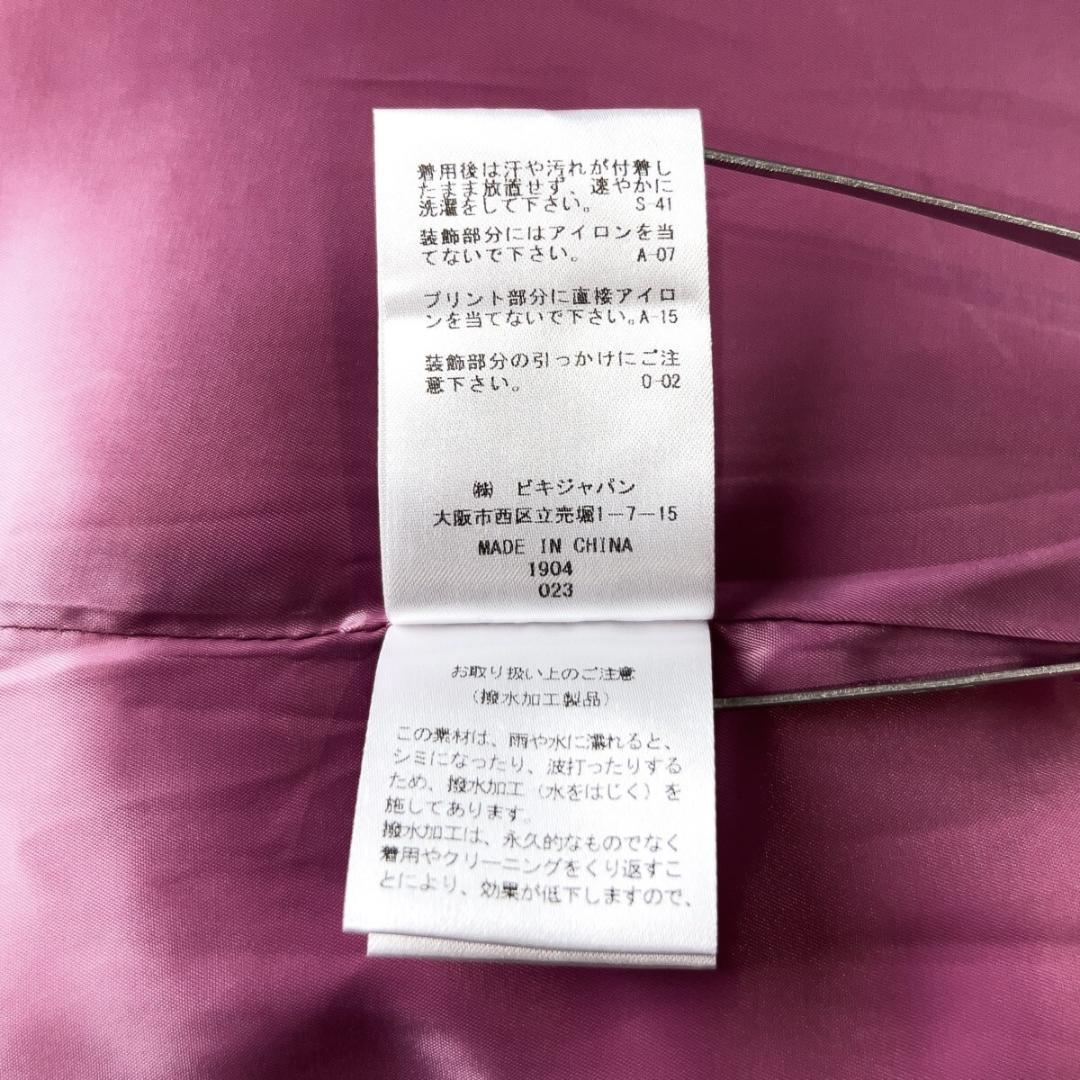 着用後は汗や汚れが付着し
たまま放置せず、速やかに
洗濯をして下さい。 S-41
装飾部分にはアイロンを当
てないで下さい。 A-07
プリント部分に直接アイロ
ンを当てないで下さい。A-15
装飾部分の引っかけにご注
意下さい。 0-02
㈱ ビキジャパン
大阪市西区立売堀1-7-15
MADE IN CHINA
1904
023
お取り扱い上のご注意
(撥水加工製品)
この素材は、雨や水に濡れると、
シミになったり、波打ったりする
ため、撥水加工(水をはじく)を
施してあります。
撥水加工は、永久的なものでなく
着用やクリーニングをくり返すこ
とにより、効果が低下しますので、